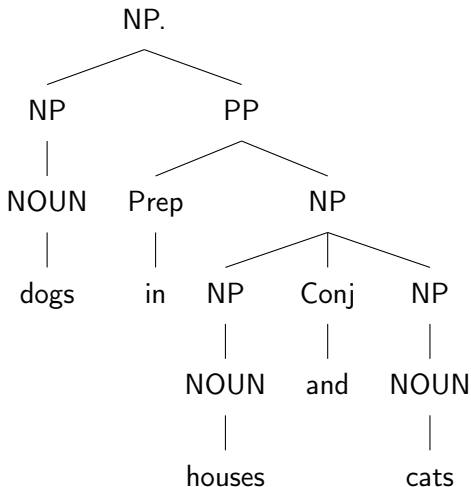 NP.
NP PP
NOUN Prep NP
dogs in NP Conj NP
NOUN and NOUN
houses cats